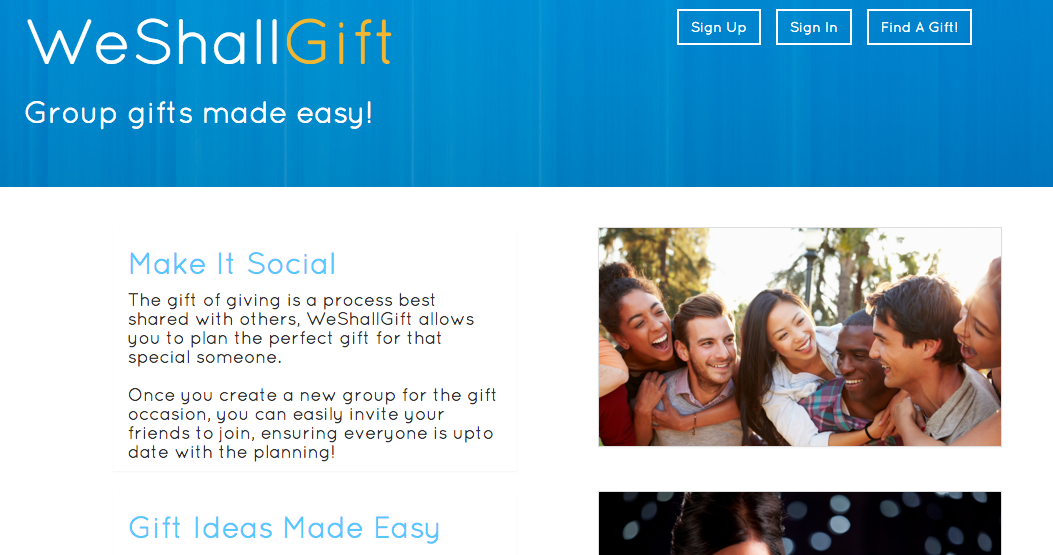 WeShallGift
Sign Up
Sign In
Find A Gift!
Group gifts made easy!
Make It Social
The gift of giving is a process best
shared with others, WeShallGift allows
you to plan the perfect gift for that
special someone.
Once you create a new group for the gift
occasion, you can easily invite your
friends to join, ensuring everyone is upto
date with the planning!
Gift Ideas Made Easy